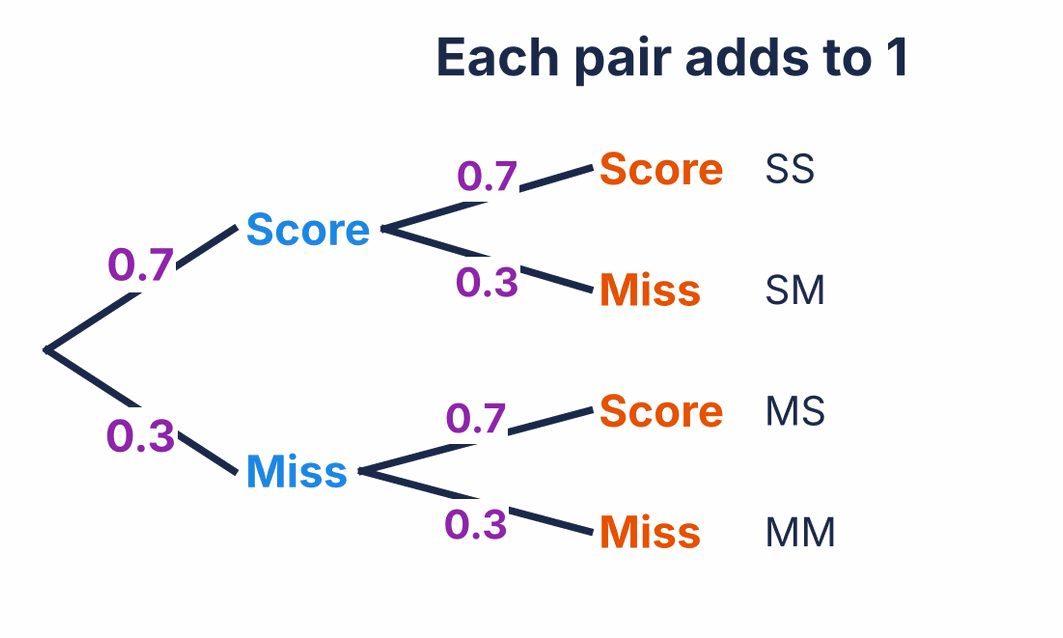 Each pair adds to 1
0.7 Score SS
0.7 Score
0.3 Miss SM
0.7 Score MS
0.3 Miss
0.3 Miss MM